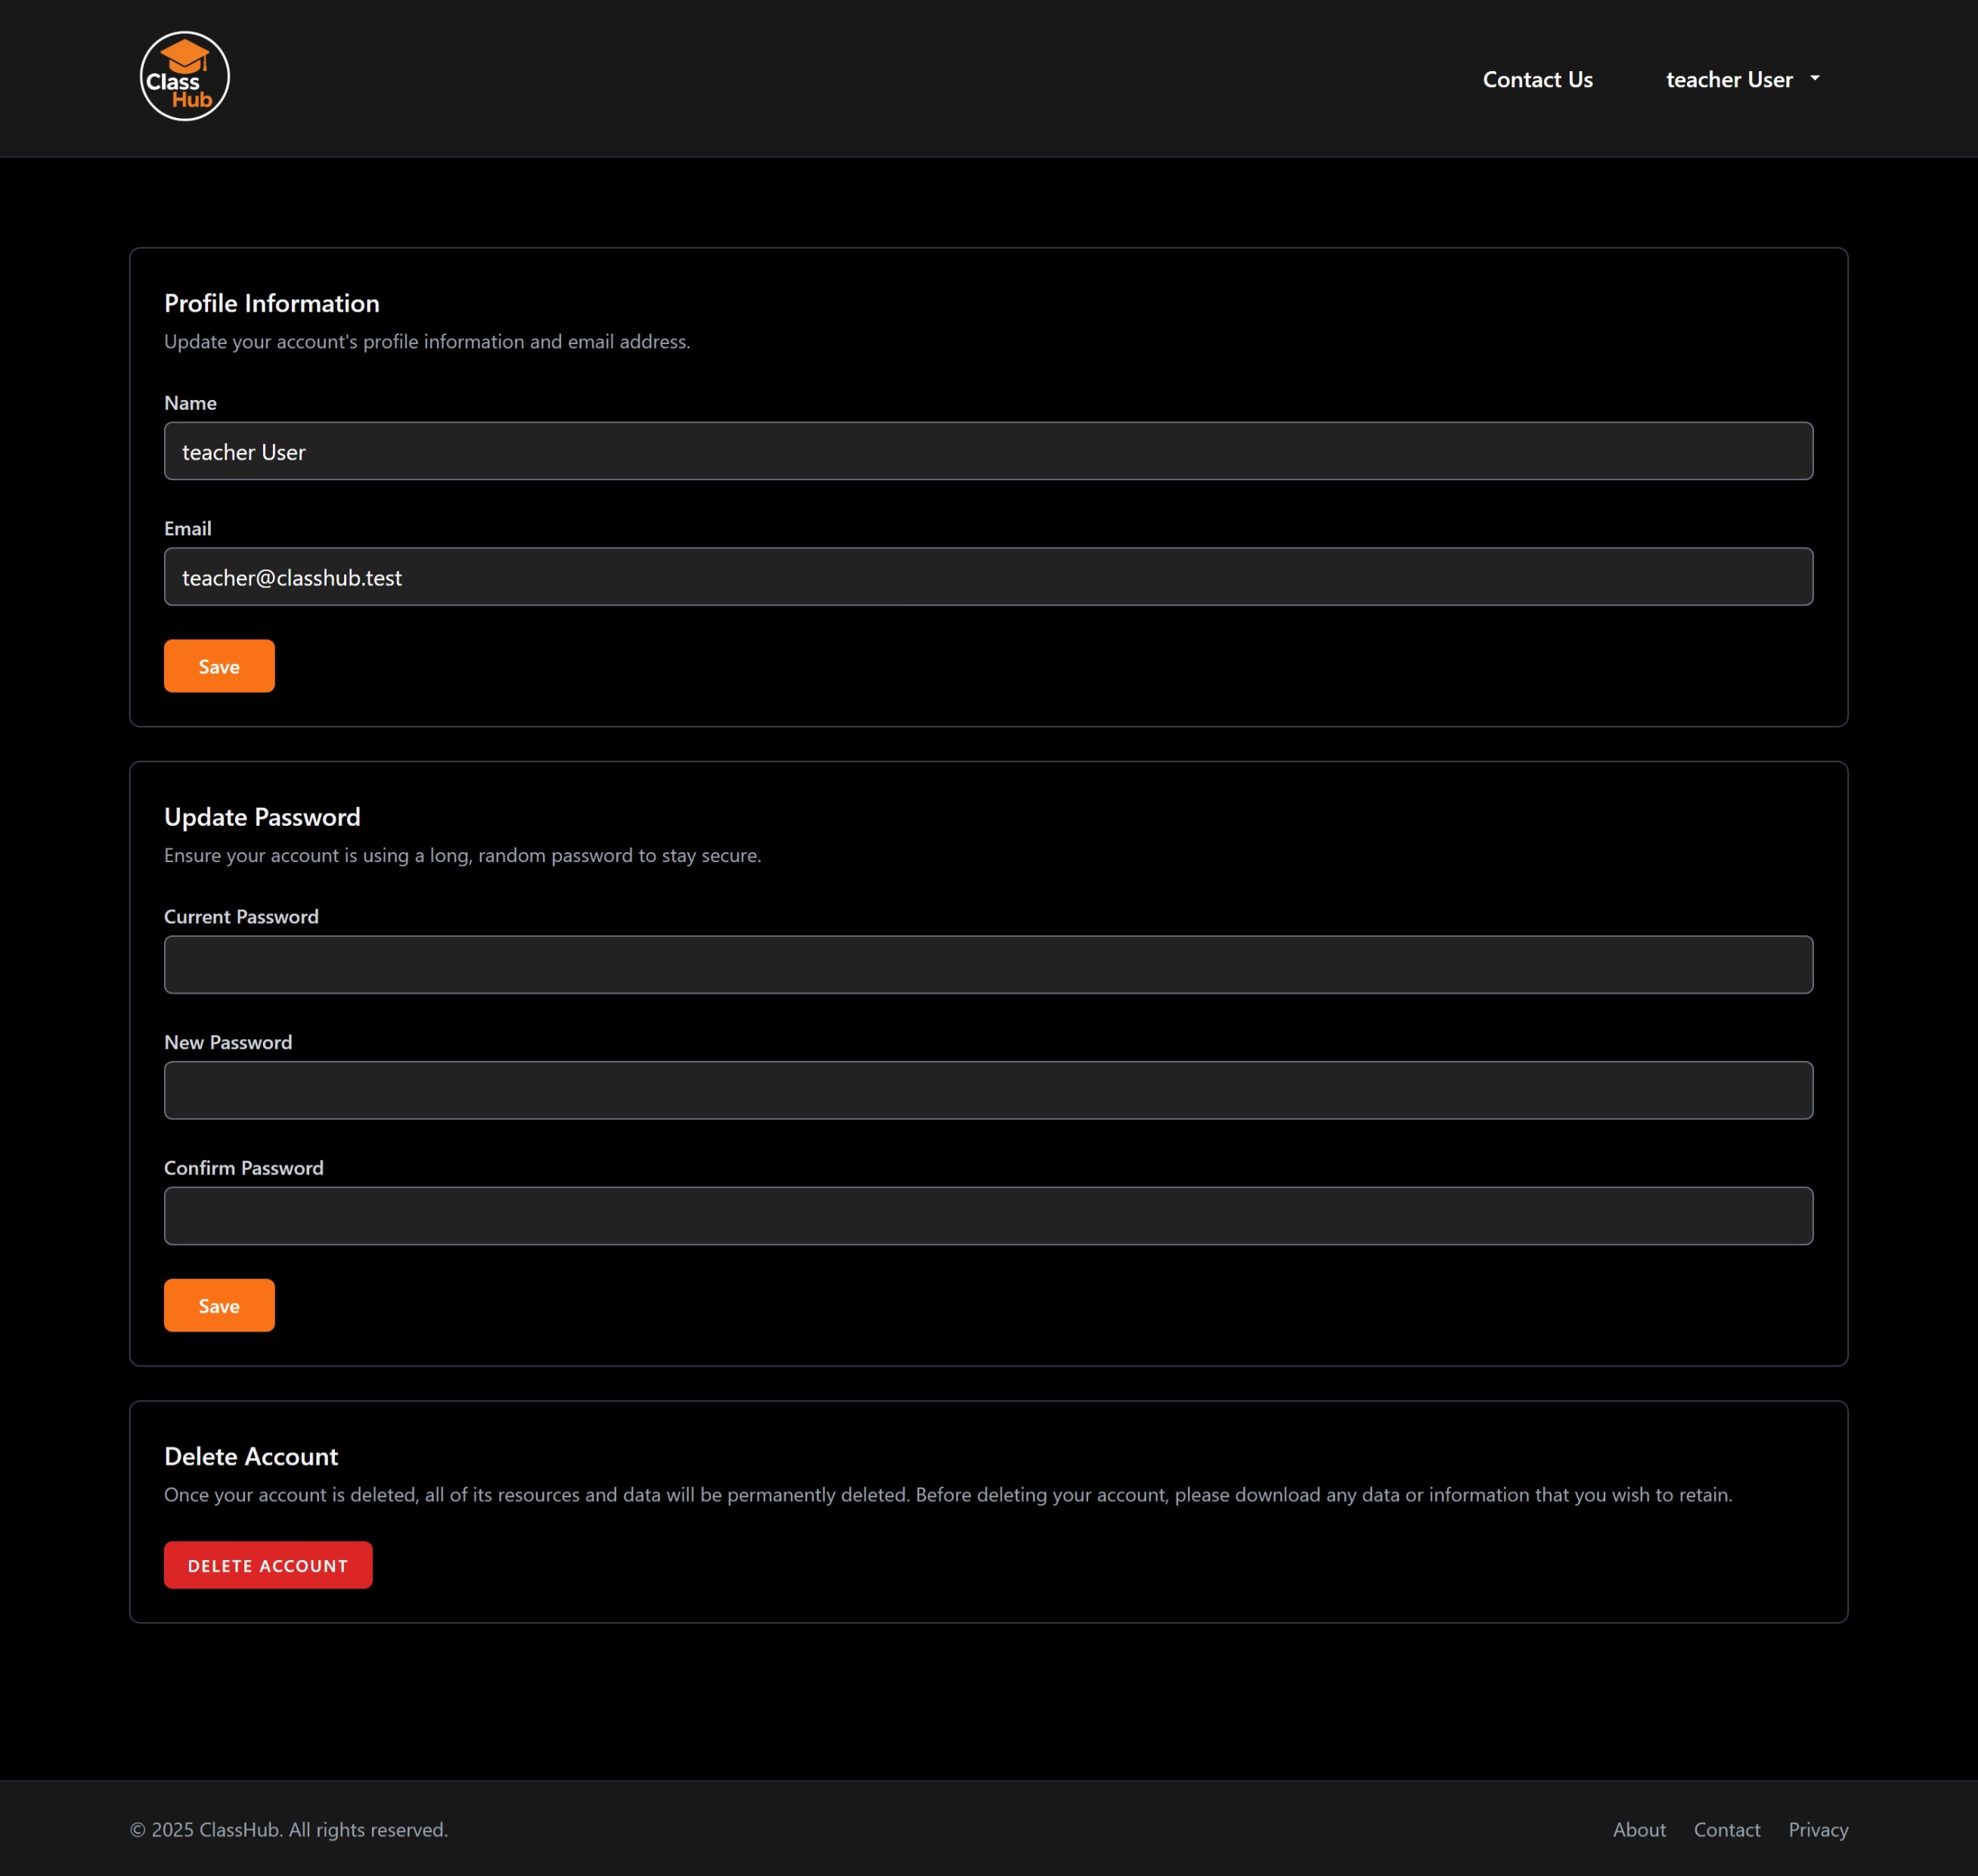 Class
Hub
Contact Us
teacher User
Profile Information
Update your account's profile information and email address.
Name
teacher User
Email
teacher@classhub.test
Save
Update Password
Ensure your account is using a long, random password to stay secure.
Current Password
New Password
Confirm Password
Save
Delete Account
Once your account is deleted, all of its resources and data will be permanently deleted. Before deleting your account, please download any data or information that you wish to retain.
DELETE ACCOUNT
© 2025 ClassHub. All rights reserved.
About
Contact
Privacy